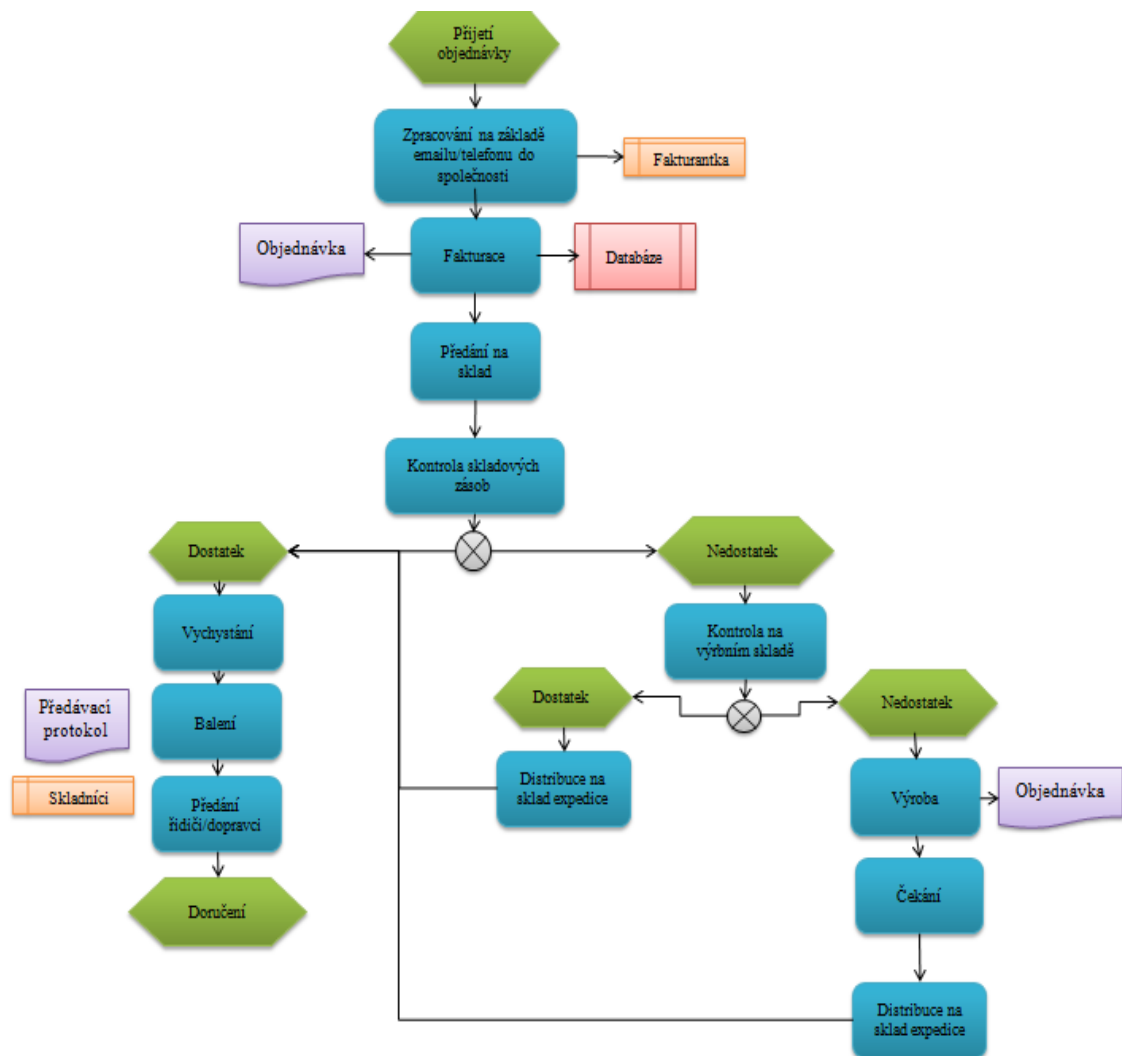 Přijetí
objednávky
Zpracování na základě
emailu/telefonu do
společnosti
Fakturantka
Objednávka
Fakturace
Databáze
Předání na
sklad
Kontrola skladových
zásob
Dostatek
Nedostatek
Vychystání
Kontrola na
výrbním skladě
Dostatek
Nedostatek
Předávací
protokol
Balení
Distribuce na
sklad expedice
Výroba
Objednávka
Skladníci
Předání
řidiči/dopravci
Čekání
Doručení
Distribuce na
sklad expedice